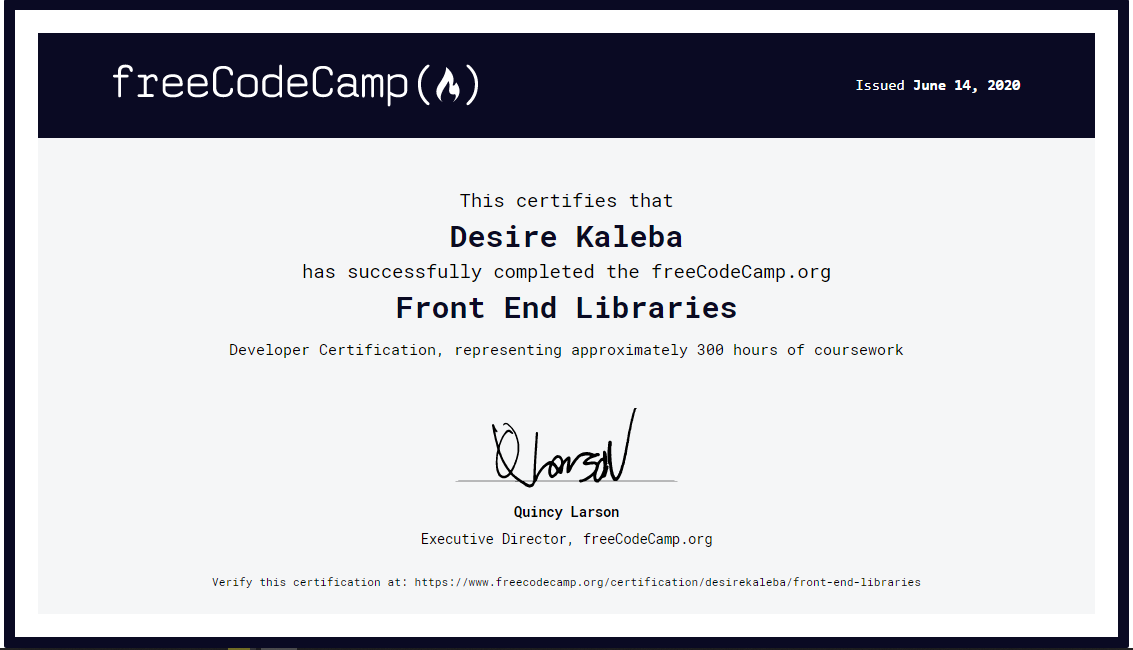 freeCodeCamp(🔥)
Issued June 14, 2020
This certifies that
Desire Kaleba
has successfully completed the freeCodeCamp.org
Front End Libraries
Developer Certification, representing approximately 300 hours of coursework
Q Larson
Quincy Larson
Executive Director, freeCodeCamp.org
Verify this certification at: https://www.freecodecamp.org/certification/desirekaleba/front-end-libraries